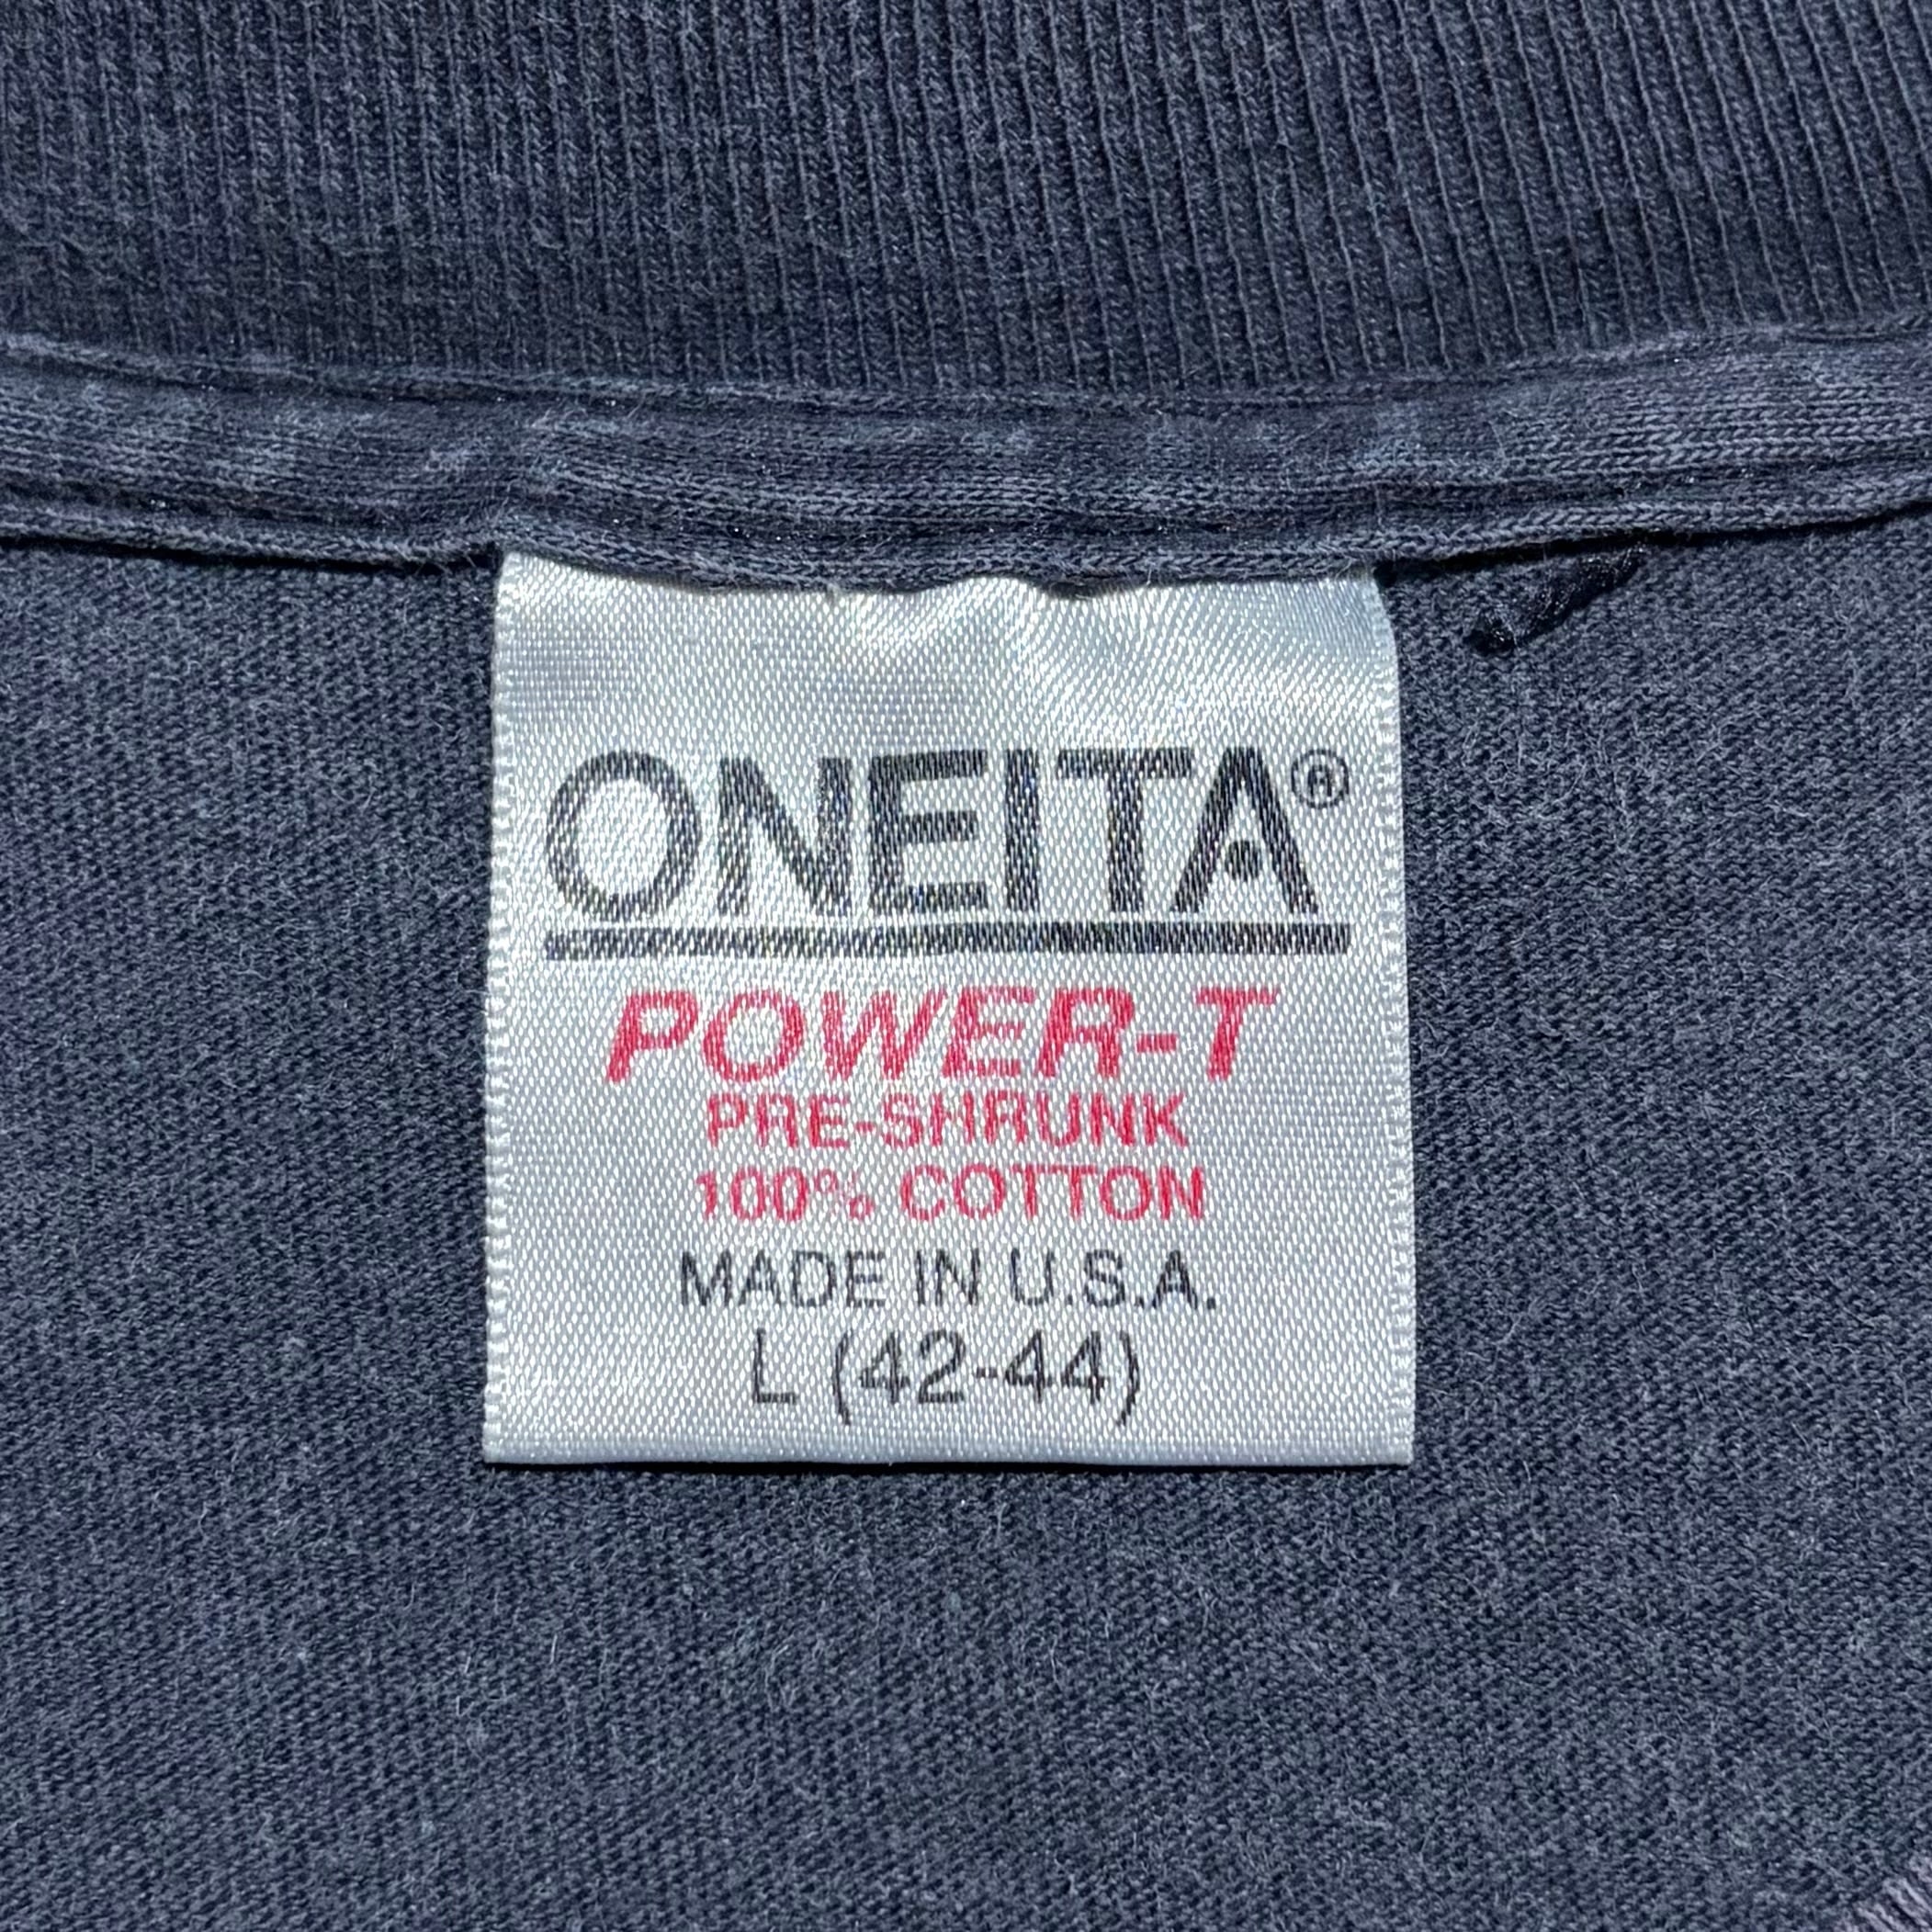 ONEITA®
POWER-T
PRE-SHRUNK
100% COTTON
MADE IN U.S.A.
L (42-44)